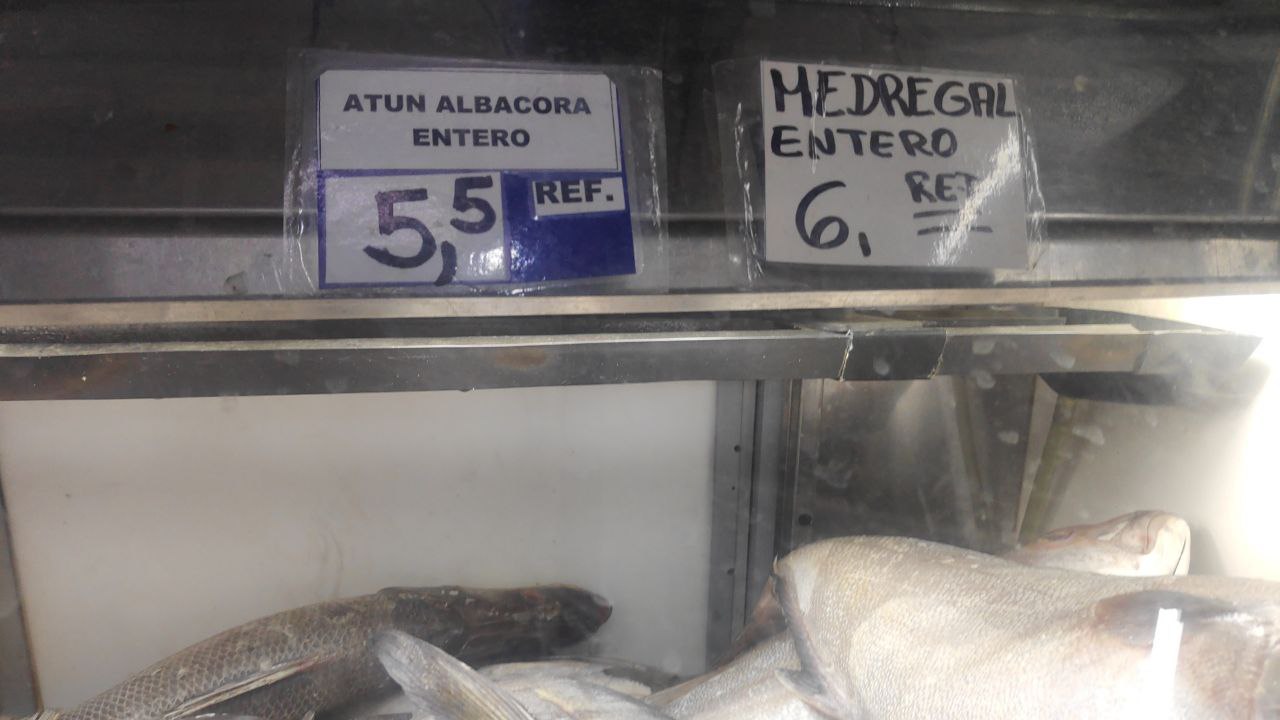 ATUN ALBACORA
ENTERO
5,5 REF.
MEDREGAL
ENTERO
6, REF